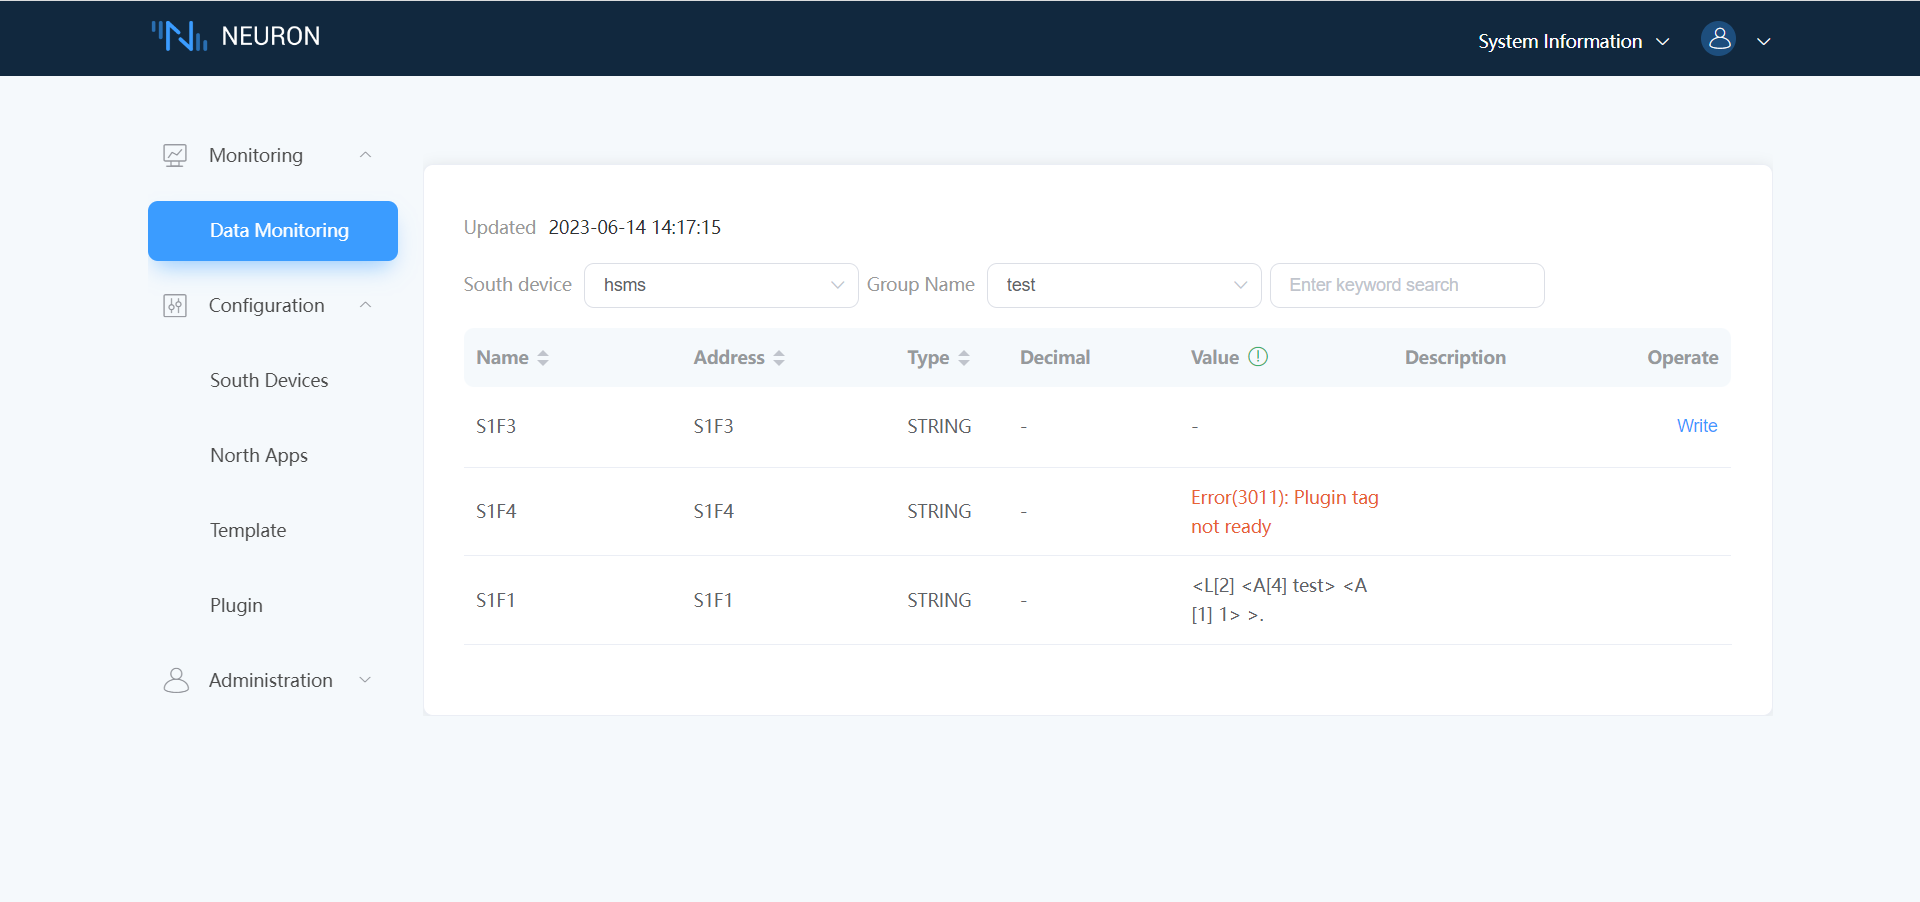 NEURON
System Information
Monitoring
Data Monitoring
Configuration
South Devices
North Apps
Template
Plugin
Administration
Updated 2023-06-14 14:17:15
South device hsms Group Name test Enter keyword search
Name Address Type Decimal Value Description Operate
S1F3 S1F3 STRING - - Write
S1F4 S1F4 STRING - Error(3011): Plugin tag
not ready
S1F1 S1F1 STRING - <L[2] <A[4] test> <A
[1] 1> >.